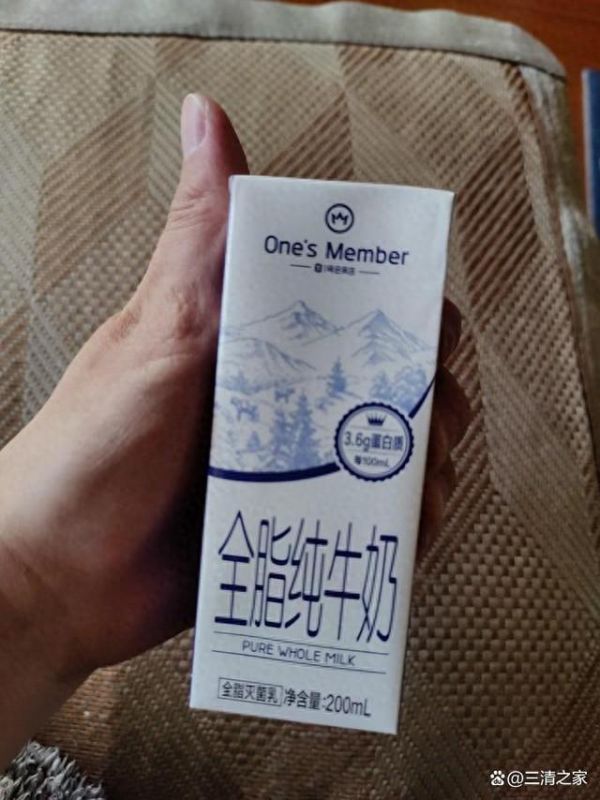 One's Member
1号会员店
3.6g蛋白质
每100mL
全脂纯牛奶
PURE WHOLE MILK
全脂灭菌乳 净含量:200mL
@三清之家